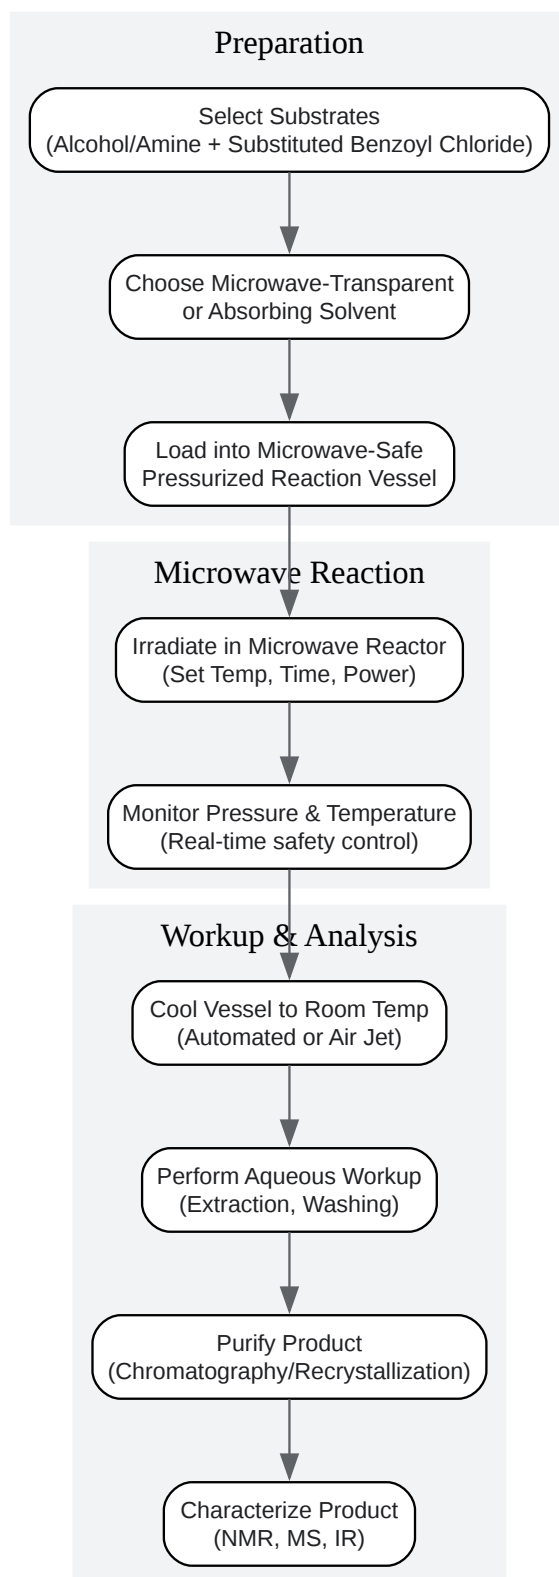 Preparation
Select Substrates
(Alcohol/Amine + Substituted Benzoyl Chloride)
Choose Microwave-Transparent
or Absorbing Solvent
Load into Microwave-Safe
Pressurized Reaction Vessel
Microwave Reaction
Irradiate in Microwave Reactor
(Set Temp, Time, Power)
Monitor Pressure & Temperature
(Real-time safety control)
Workup & Analysis
Cool Vessel to Room Temp
(Automated or Air Jet)
Perform Aqueous Workup
(Extraction, Washing)
Purify Product
(Chromatography/Recrystallization)
Characterize Product
(NMR, MS, IR)